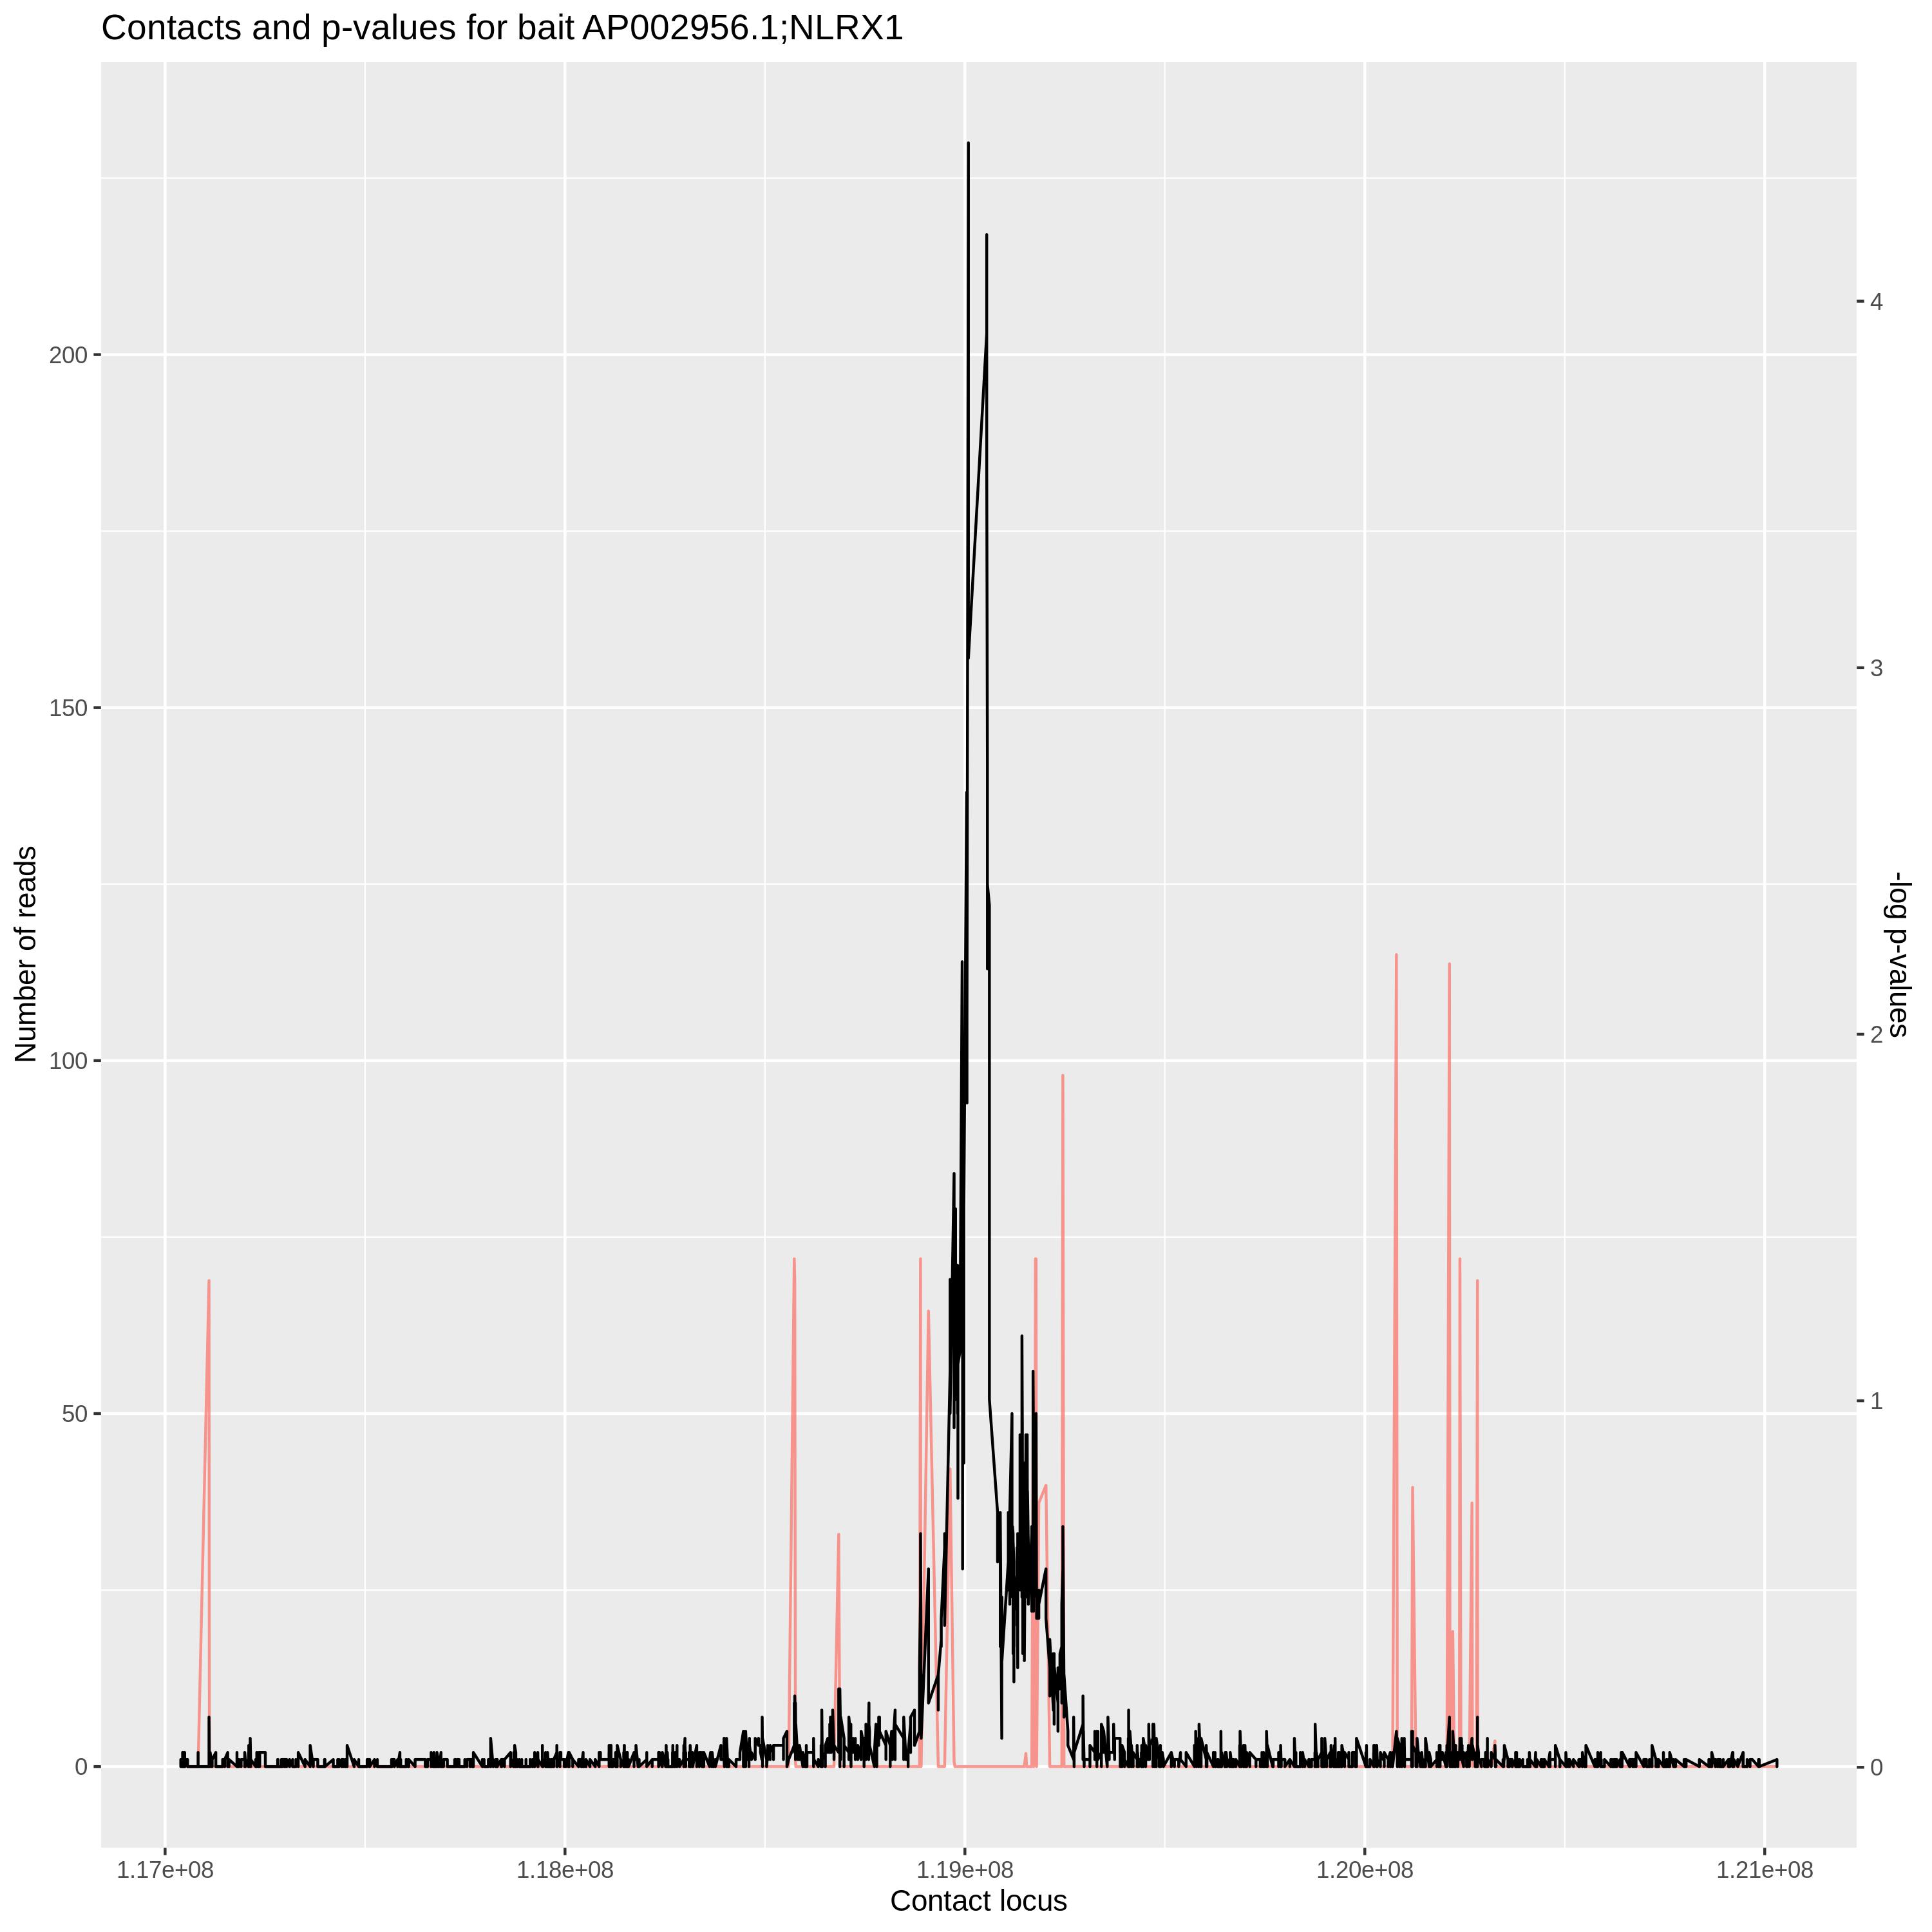 Contacts and p-values for bait AP002956.1;NLRX1
Number of reads
200
150
100
50
0
4
3
2
1
0
-log p-values
1.17e+08 1.18e+08 1.19e+08 1.20e+08 1.21e+08
Contact locus